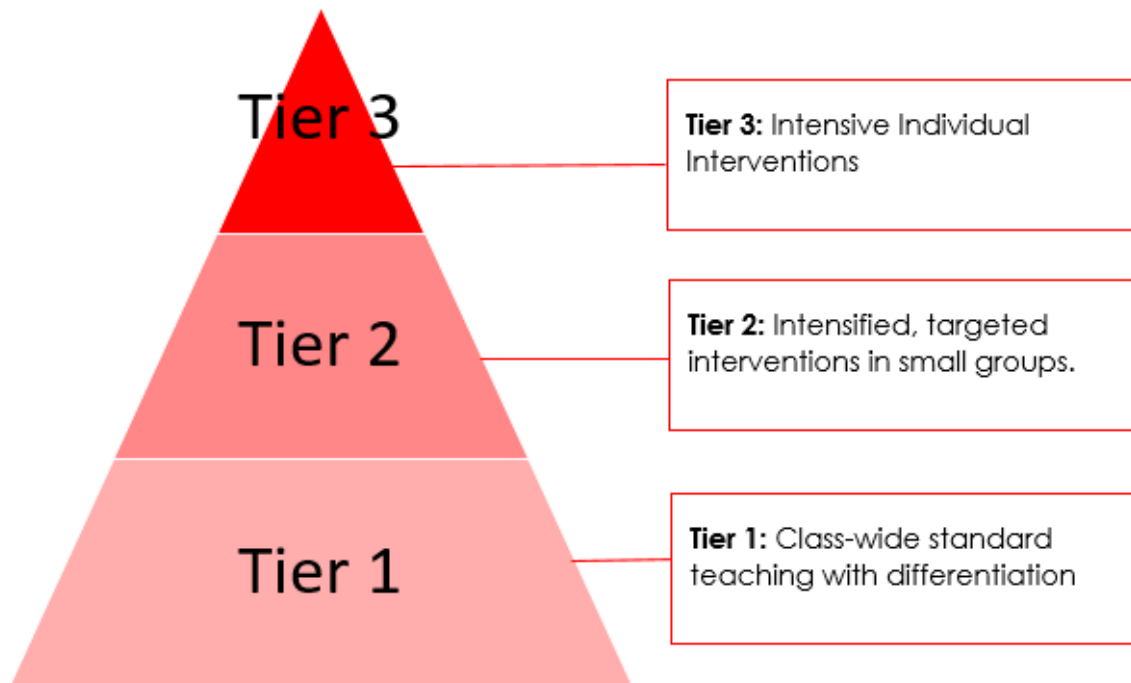 Tier 3
Tier 3: Intensive Individual
Interventions
Tier 2
Tier 2: Intensified, targeted
interventions in small groups.
Tier 1
Tier 1: Class-wide standard
teaching with differentiation